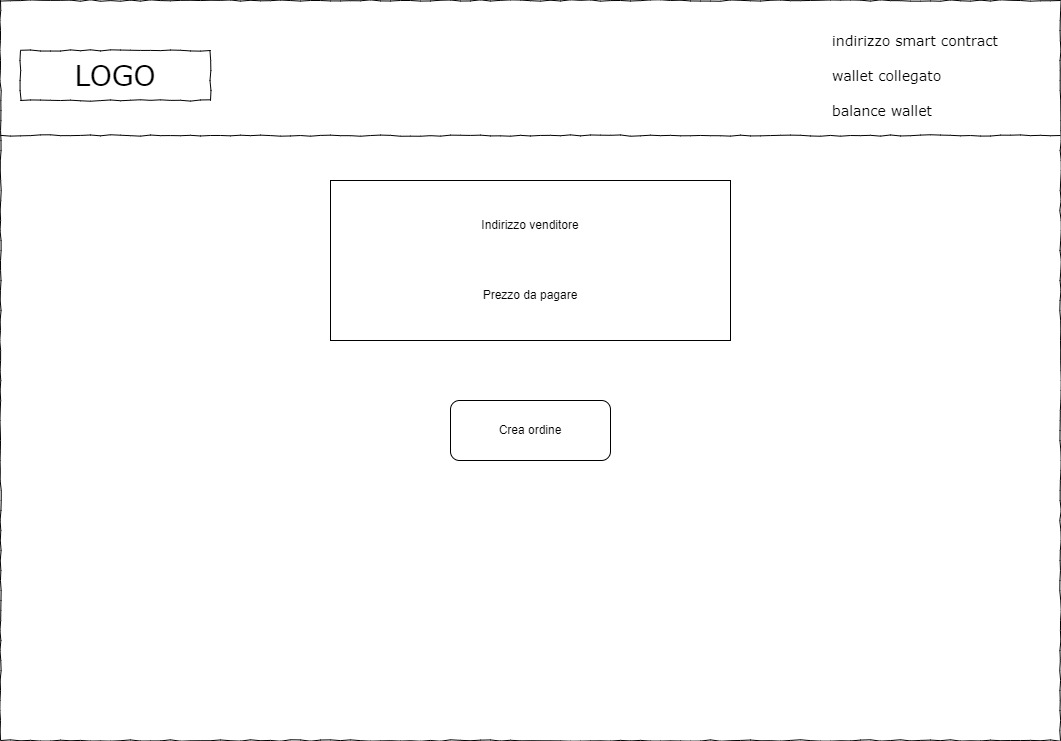 LOGO
indirizzo smart contract
wallet collegato
balance wallet
Indirizzo venditore
Prezzo da pagare
Crea ordine